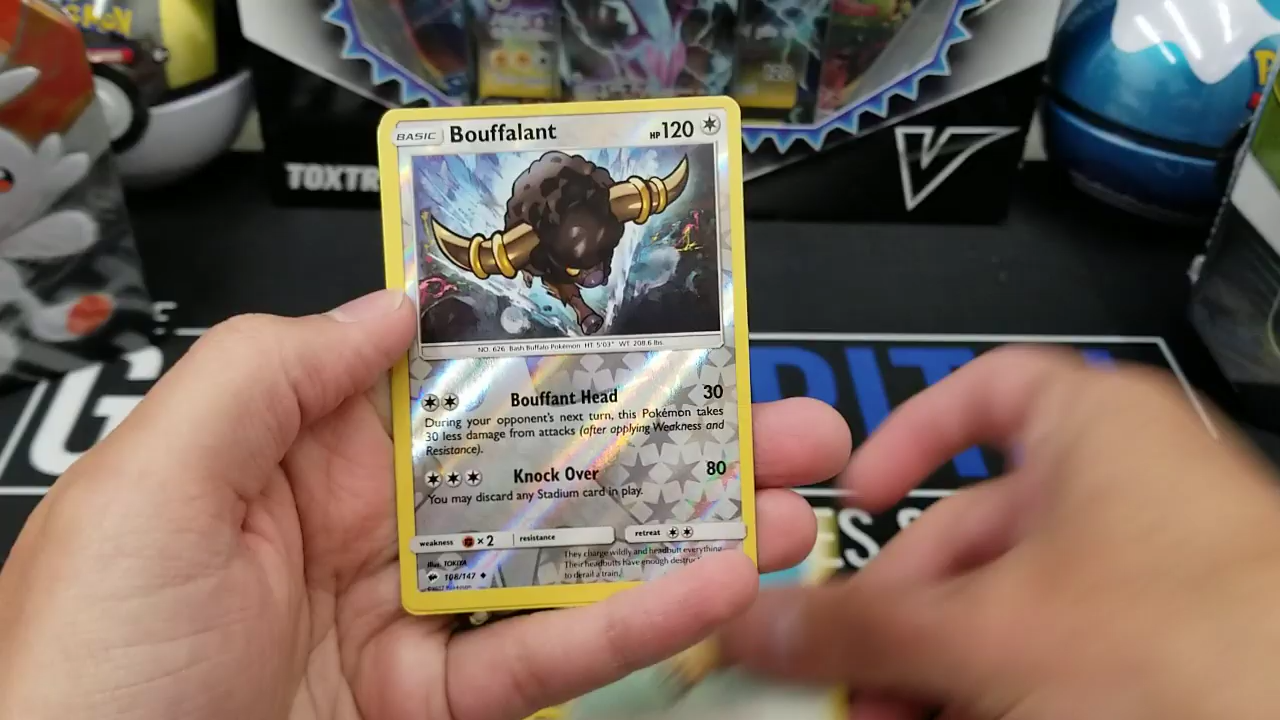 TOXTR
V
BASIC Bouffalant HP 120
NO. 626 Bash Buffalo Pokémon HT: 5'03" WT: 208.6 lbs.
Bouffant Head 30
During your opponent's next turn, this Pokémon takes
30 less damage from attacks (after applying Weakness and
Resistance).
Knock Over 80
You may discard any Stadium card in play.
weakness × 2 resistance retreat
They charge wildly and headbutt everything.
Their headbutts have enough
to derail a train.
Illus. TOKIYA
108/147